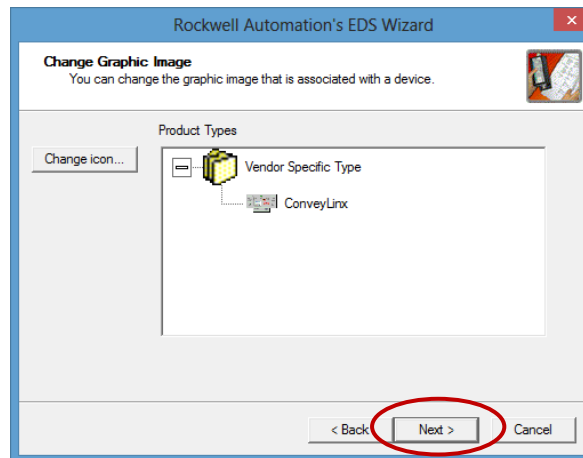 Rockwell Automation's EDS Wizard
Change Graphic Image
You can change the graphic image that is associated with a device.
Product Types
Change icon...
Vendor Specific Type
ConveyLinx
< Back
Next >
Cancel